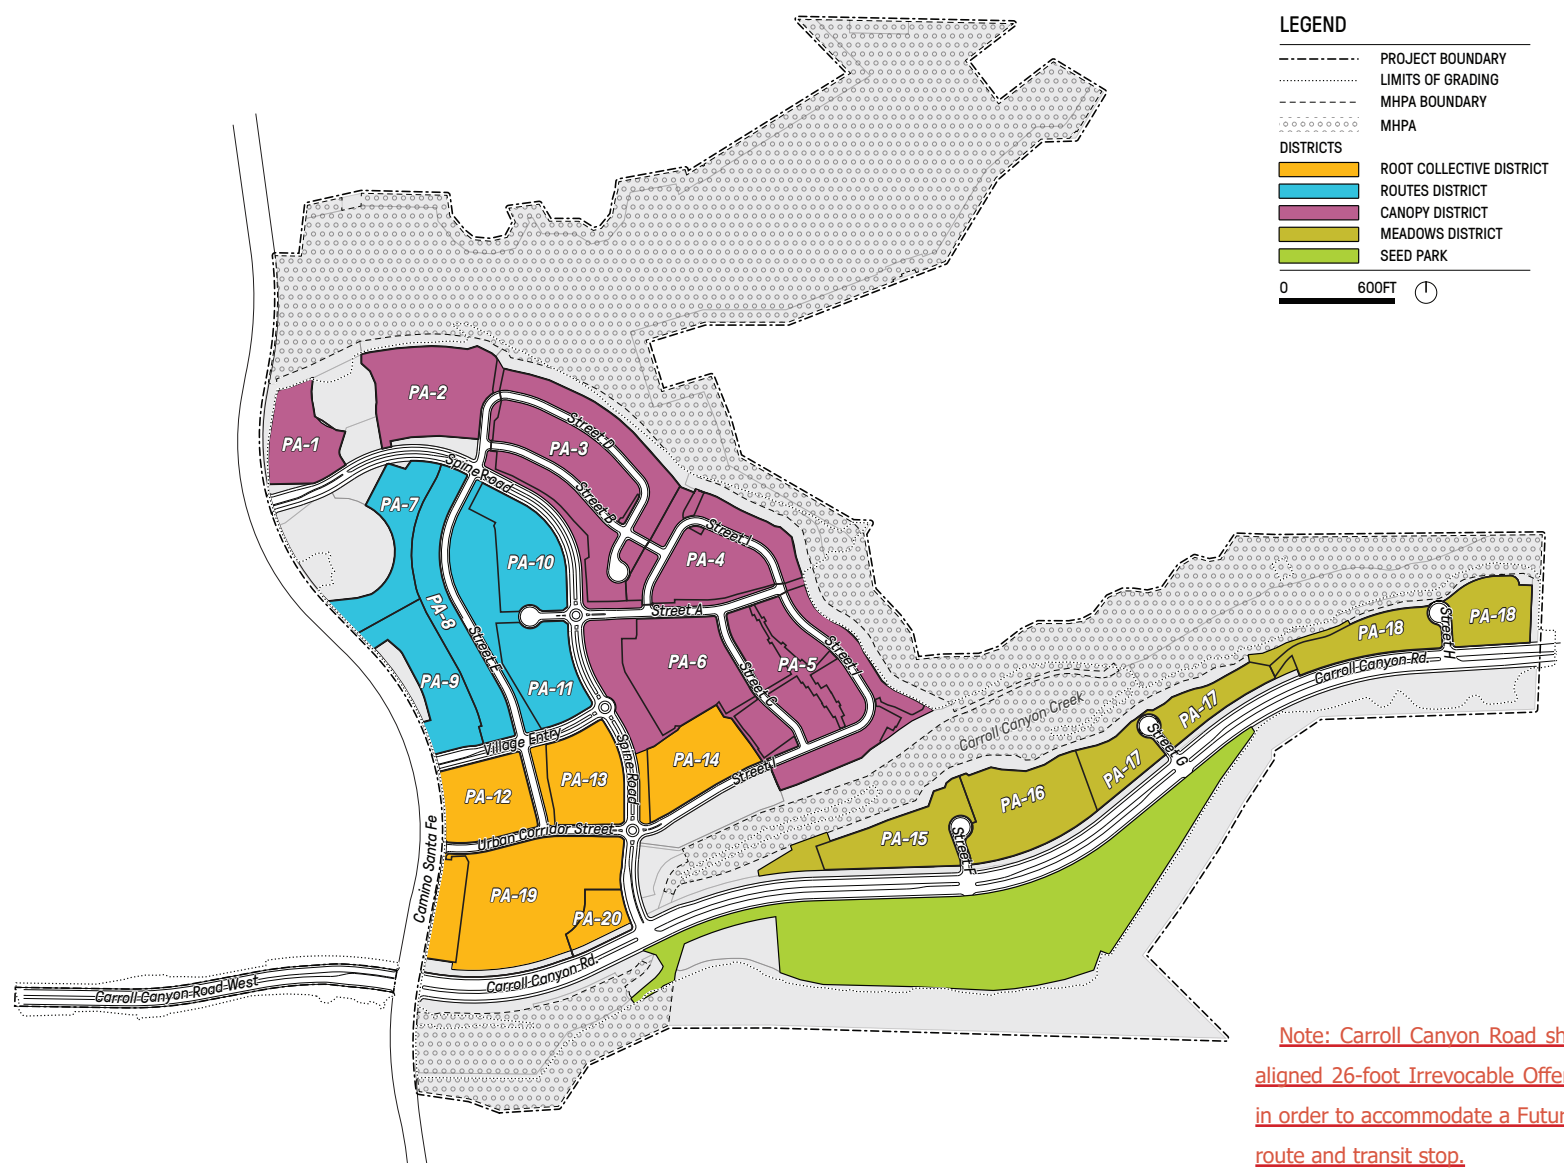 LEGEND
PROJECT BOUNDARY
LIMITS OF GRADING
MHPA BOUNDARY
MHPA
DISTRICTS
ROOT COLLECTIVE DISTRICT
ROUTES DISTRICT
CANOPY DISTRICT
MEADOWS DISTRICT
SEED PARK
0 600FT
PA-1
PA-2
PA-3
Street D
Street B
Spine Road
PA-7
PA-10
PA-4
Street J
Street A
PA-8
Street E
PA-9
PA-11
PA-6
PA-5
Street J
Street C
Village Entry
PA-12
PA-13
Spine Road
PA-14
Street I
Urban Corridor Street
Camino Santa Fe
PA-19
PA-20
Carroll Canyon Rd.
Carroll Canyon Road West
Carroll Canyon Creek
PA-15
Street F
PA-16
PA-17
Street G
PA-17
PA-18
Street H
PA-18
Carroll Canyon Rd.
Note: Carroll Canyon Road sh
aligned 26-foot Irrevocable Offe
in order to accommodate a Futur
route and transit stop.